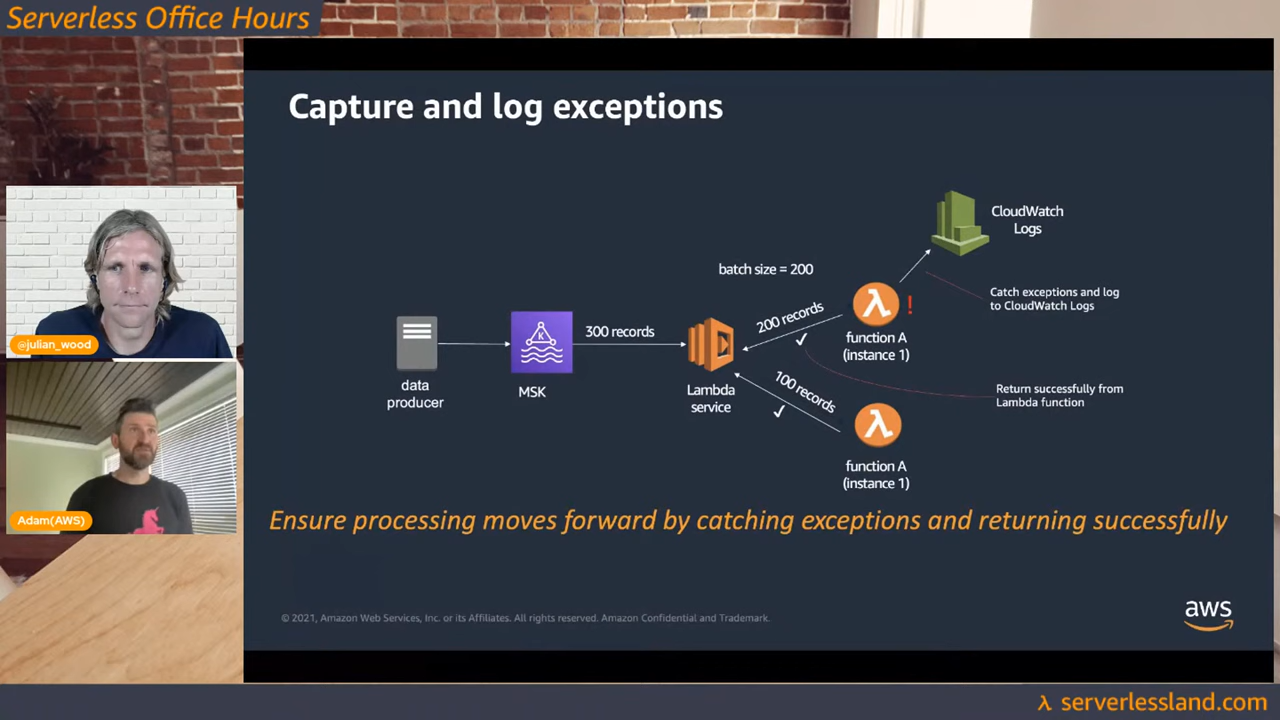 Serverless Office Hours
Capture and log exceptions
CloudWatch
Logs
batch size = 200
Catch exceptions and log
to CloudWatch Logs
300 records
200 records
!
✓
function A
(instance 1)
K
data
producer
MSK
Lambda
service
100 records
✓
Return successfully from
Lambda function
λ
λ
function A
(instance 1)
@julian_wood
Adam(AWS)
Ensure processing moves forward by catching exceptions and returning successfully
© 2021, Amazon Web Services, Inc. or its Affiliates. All rights reserved. Amazon Confidential and Trademark.
aws
λ serverlessland.com